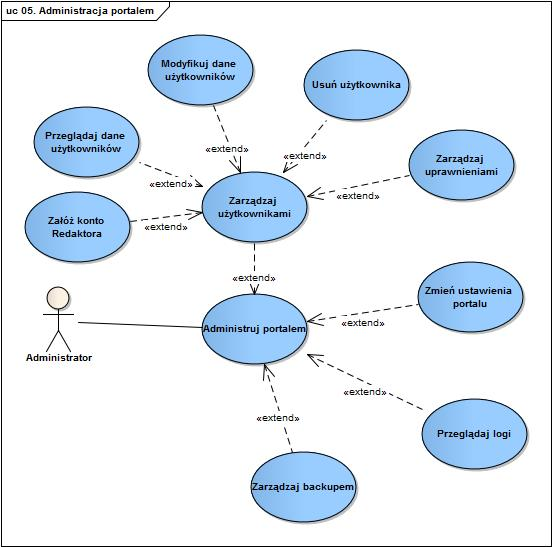 uc 05. Administracja portalem
Modyfikuj dane
użytkowników
Usuń użytkownika
Przeglądaj dane
użytkowników
«extend»
«extend»
Zarządzaj
uprawnieniami
«extend»
«extend»
Zarządzaj
użytkownikami
Załóż konto
Redaktora
«extend»
«extend»
Zmień ustawienia
portalu
Administruj portalem
«extend»
Administrator
«extend»
«extend»
Przeglądaj logi
Zarządzaj backupem